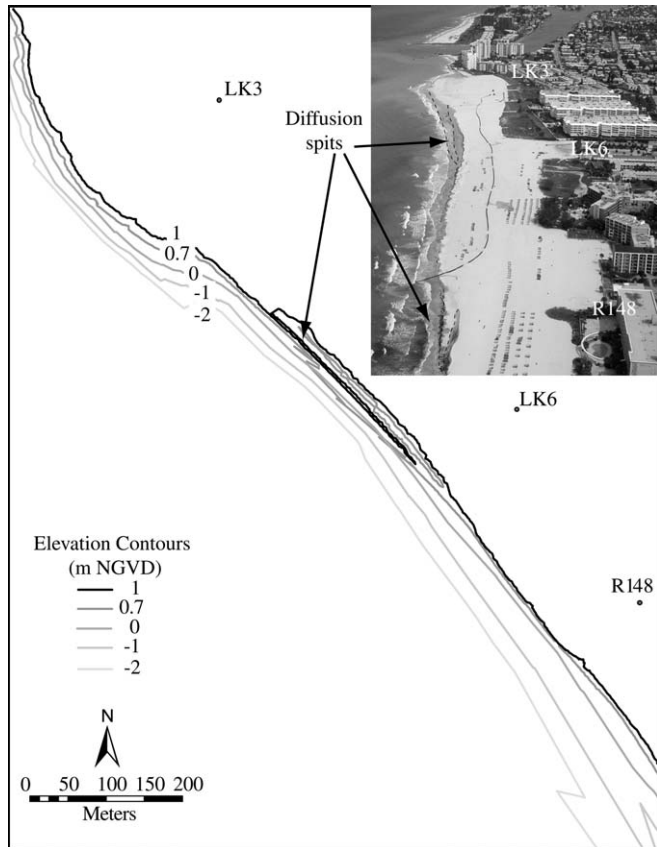 LK3
Diffusion
spits
LK3
LK6
R148
1
0.7
0
-1
-2
LK6
R148
Elevation Contours
(m NGVD)
1
0.7
0
-1
-2
N
0 50 100 150 200
Meters